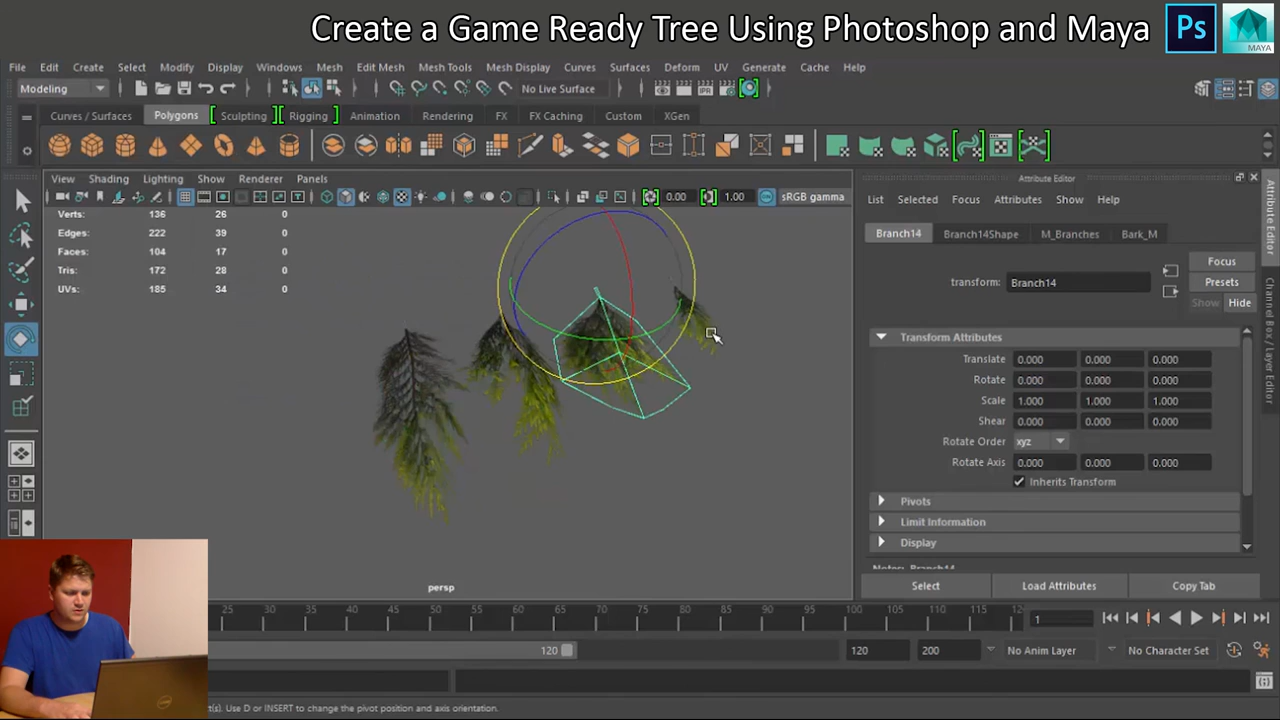 Create a Game Ready Tree Using Photoshop and Maya
Ps
MAYA
File Edit Create Select Modify Display Windows Mesh Edit Mesh Mesh Tools Mesh Display Curves Surfaces Deform UV Generate Cache Help
Modeling
No Live Surface
Curves / Surfaces Polygons Sculpting Rigging Animation Rendering FX FX Caching Custom XGen
View Shading Lighting Show Renderer Panels
0.00 1.00 sRGB gamma
Verts: 136 26 0
Edges: 222 39 0
Faces: 104 17 0
Tris: 172 28 0
UVs: 185 34 0
persp
Attribute Editor
List Selected Focus Attributes Show Help
Branch14 Branch14Shape M_Branches Bark_M
Focus
transform: Branch14
Presets
Show Hide
Transform Attributes
Translate 0.000 0.000 0.000
Rotate 0.000 0.000 0.000
Scale 1.000 1.000 1.000
Shear 0.000 0.000 0.000
Rotate Order xyz
Rotate Axis 0.000 0.000 0.000
Inherits Transform
Pivots
Limit Information
Display
Notes: Branch14
Select Load Attributes Copy Tab
Attribute Editor
Channel Box / Layer Editor
25 30 35 40 45 50 55 60 65 70 75 80 85 90 95 100 105 110 115 12
1
120 120 200 No Anim Layer No Character Set
Use D or INSERT to change the pivot position and axis orientation.